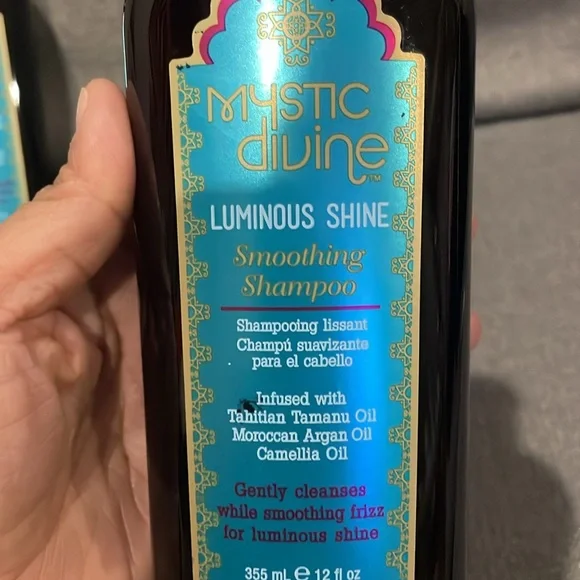 MYSTIC
divine™
LUMINOUS SHINE
Smoothing
Shampoo
Shampooing lissant
Champú suavizante
para el cabello
Infused with
Tahitian Tamanu Oil
Moroccan Argan Oil
Camellia Oil
Gently cleanses
while smoothing frizz
for luminous shine
355 mL ℮ 12 fl oz